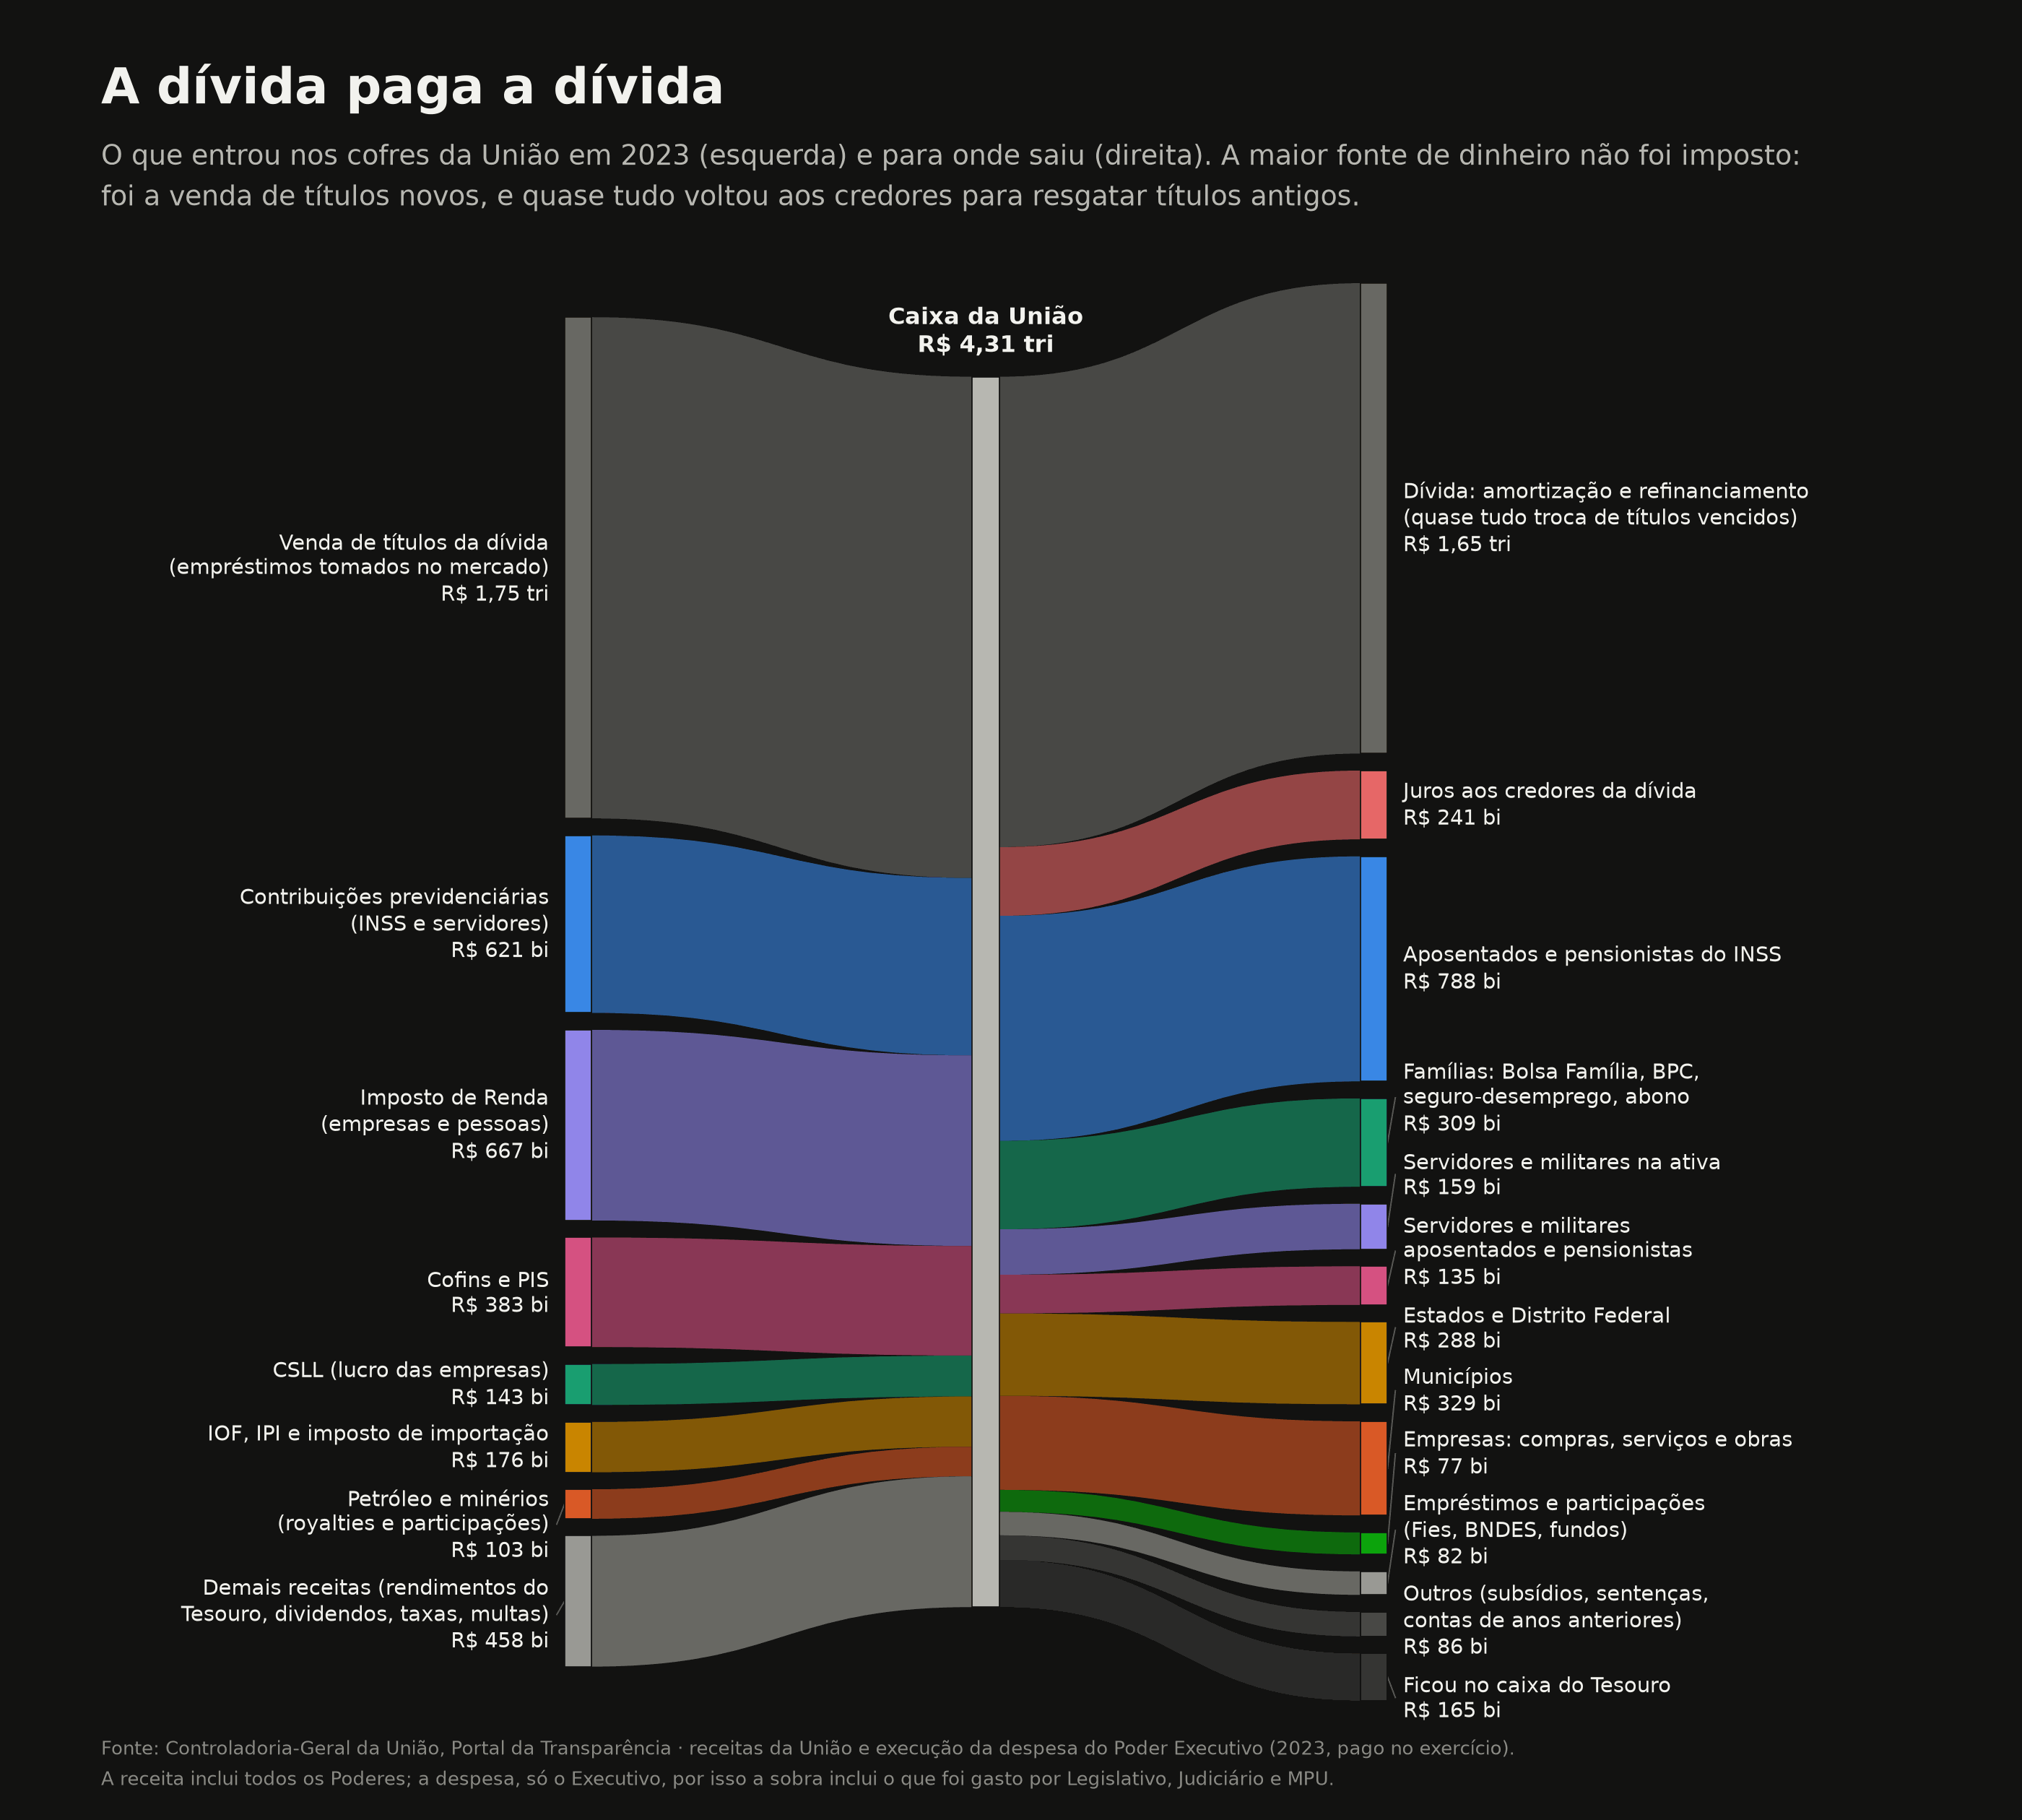 A dívida paga a dívida
O que entrou nos cofres da União em 2023 (esquerda) e para onde saiu (direita). A maior fonte de dinheiro não foi imposto:
foi a venda de títulos novos, e quase tudo voltou aos credores para resgatar títulos antigos.
Caixa da União
R$ 4,31 tri
Venda de títulos da dívida
(empréstimos tomados no mercado)
R$ 1,75 tri
Contribuições previdenciárias
(INSS e servidores)
R$ 621 bi
Imposto de Renda
(empresas e pessoas)
R$ 667 bi
Cofins e PIS
R$ 383 bi
CSLL (lucro das empresas)
R$ 143 bi
IOF, IPI e imposto de importação
R$ 176 bi
Petróleo e minérios
(royalties e participações)
R$ 103 bi
Demais receitas (rendimentos do
Tesouro, dividendos, taxas, multas)
R$ 458 bi
Dívida: amortização e refinanciamento
(quase tudo troca de títulos vencidos)
R$ 1,65 tri
Juros aos credores da dívida
R$ 241 bi
Aposentados e pensionistas do INSS
R$ 788 bi
Famílias: Bolsa Família, BPC,
seguro-desemprego, abono
R$ 309 bi
Servidores e militares na ativa
R$ 159 bi
Servidores e militares
aposentados e pensionistas
R$ 135 bi
Estados e Distrito Federal
R$ 288 bi
Municípios
R$ 329 bi
Empresas: compras, serviços e obras
R$ 77 bi
Empréstimos e participações
(Fies, BNDES, fundos)
R$ 82 bi
Outros (subsídios, sentenças,
contas de anos anteriores)
R$ 86 bi
Ficou no caixa do Tesouro
R$ 165 bi
Fonte: Controladoria-Geral da União, Portal da Transparência · receitas da União e execução da despesa do Poder Executivo (2023, pago no exercício).
A receita inclui todos os Poderes; a despesa, só o Executivo, por isso a sobra inclui o que foi gasto por Legislativo, Judiciário e MPU.